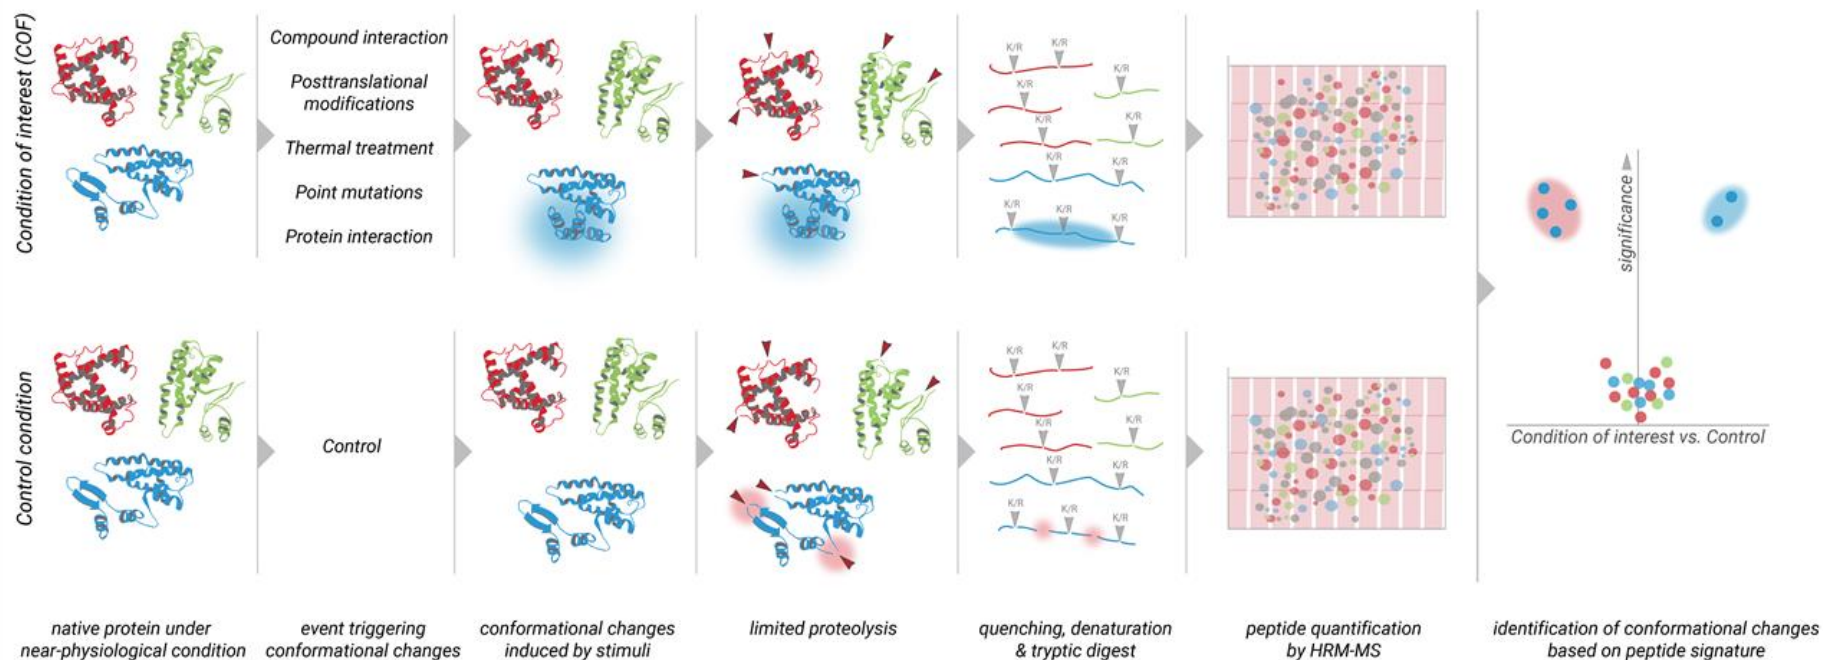 Condition of interest (COF)
Compound interaction
Posttranslational
modifications
Thermal treatment
Point mutations
Protein interaction
K/R
K/R
K/R
K/R
K/R
K/R
K/R
K/R
K/R
K/R
K/R
significance
Condition of interest vs. Control
Control condition
Control
K/R
K/R
K/R
K/R
K/R
K/R
K/R
K/R
K/R
K/R
K/R
native protein under
near-physiological condition
event triggering
conformational changes
conformational changes
induced by stimuli
limited proteolysis
quenching, denaturation
& tryptic digest
peptide quantification
by HRM-MS
identification of conformational changes
based on peptide signature